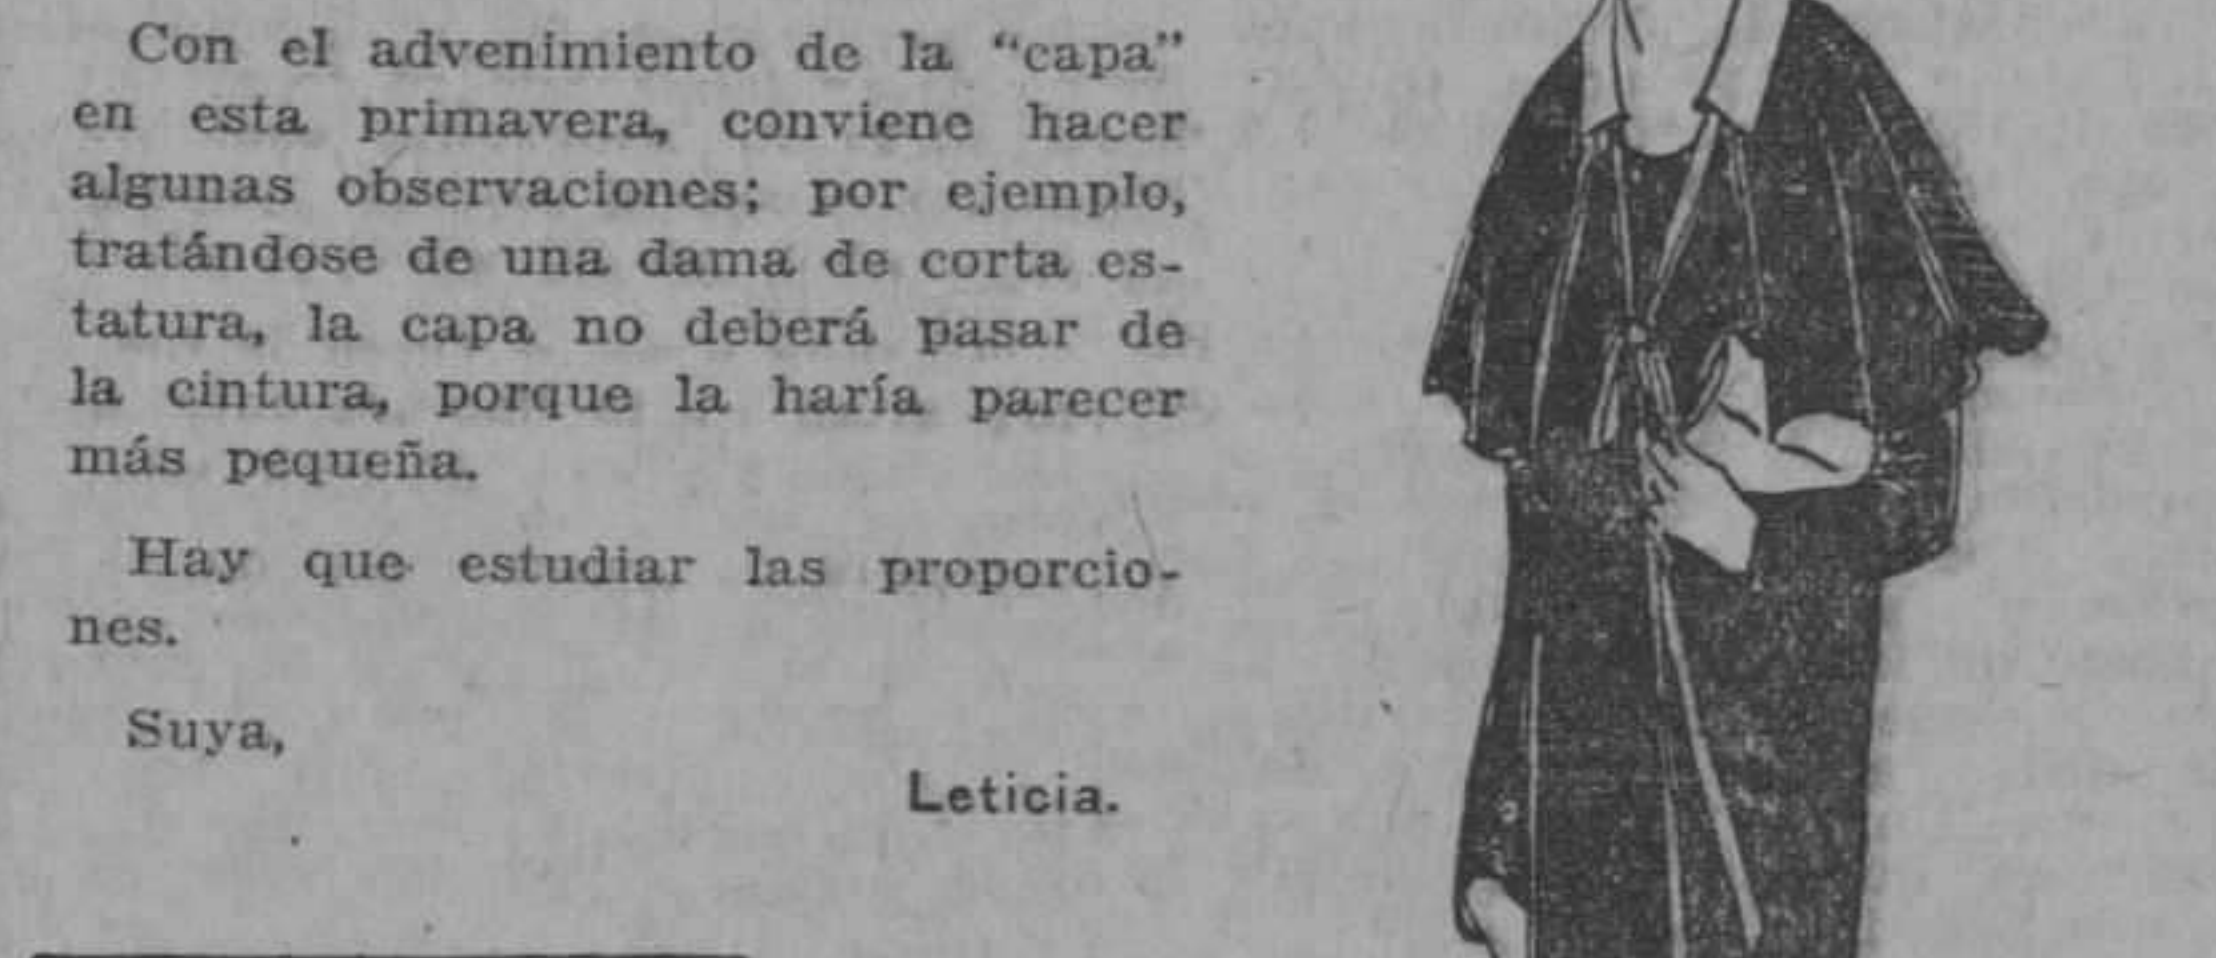 Con el advenimiento de la “capa”
en esta primavera, conviene hacer
algunas observaciones; por ejemplo,
tratándose de una dama de corta es-
tatura, la capa no deberá pasar de
la cintura, porque la haría parecer
más pequeña.
Hay que estudiar las proporcio-
nes.
Suya,
Leticia.